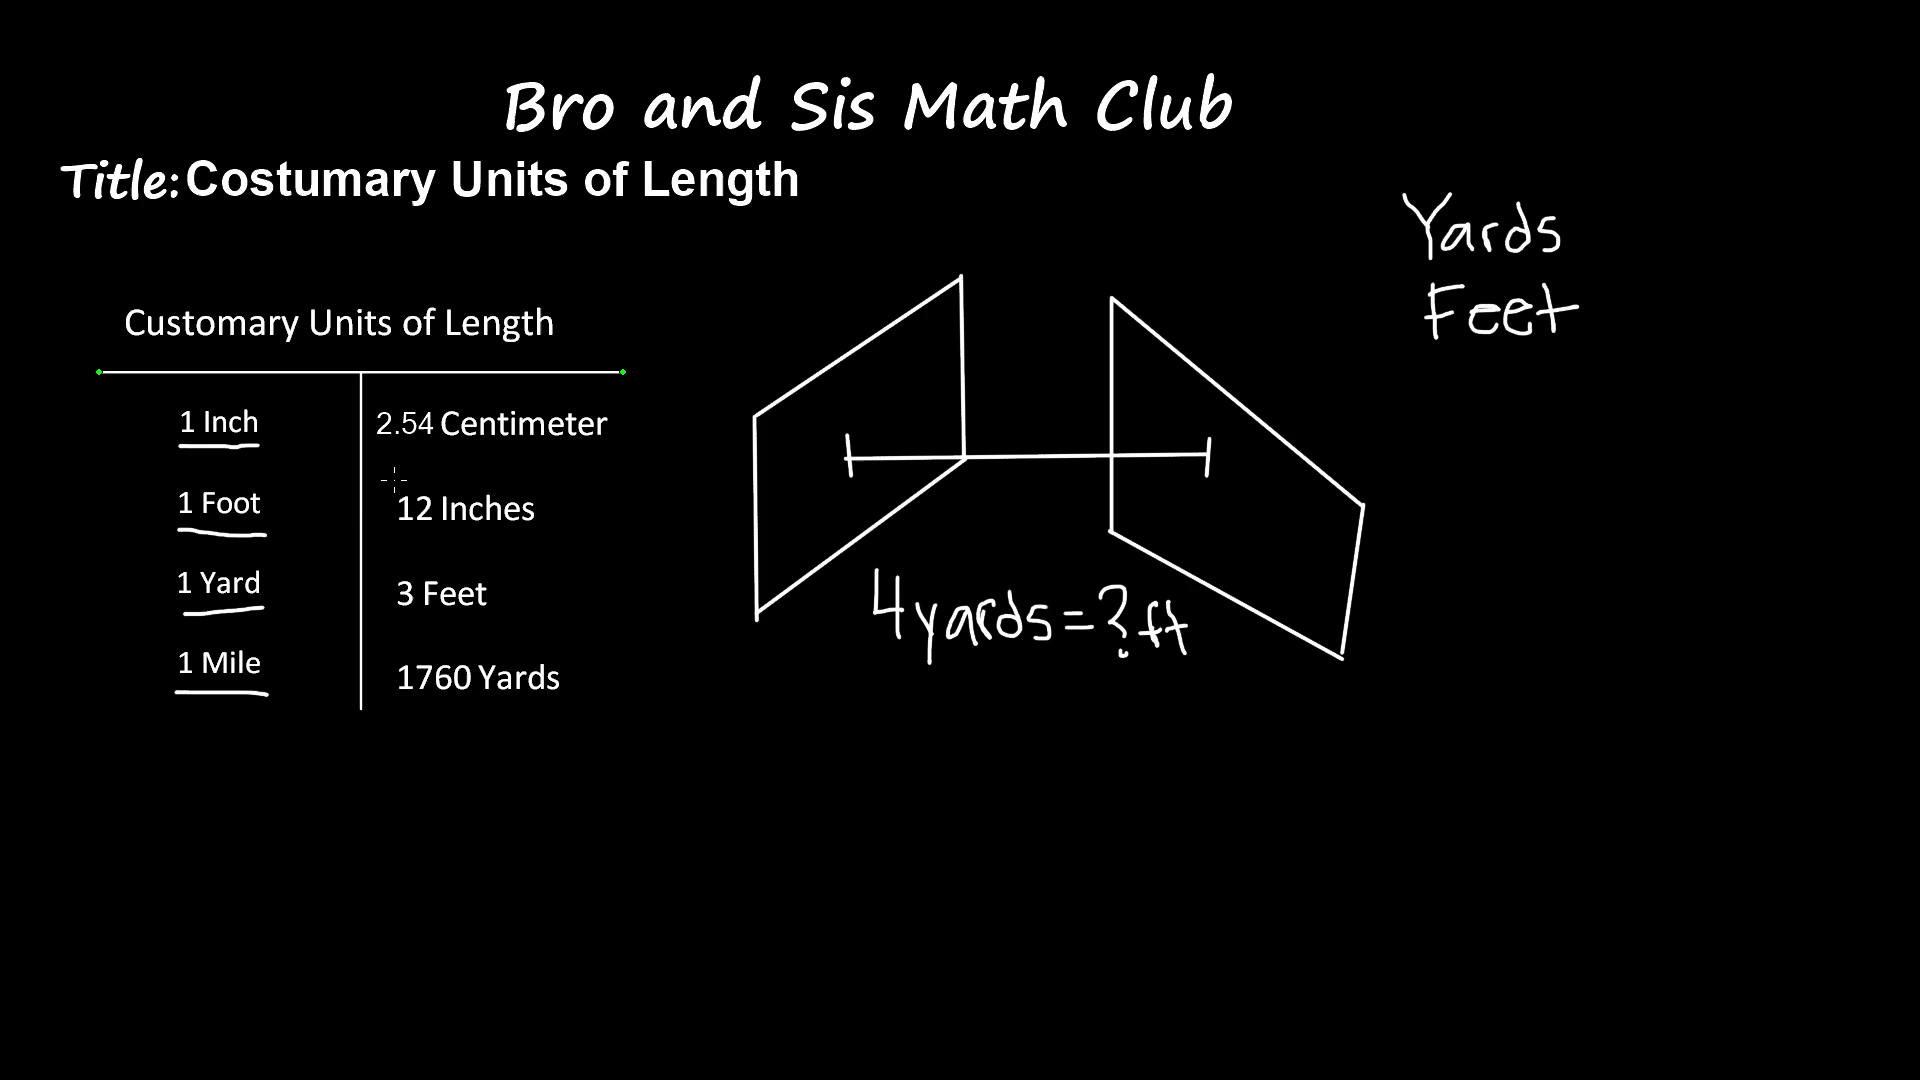 Bro and Sis Math Club
Title: Costumary Units of Length
Yards
Feet
Customary Units of Length
1 Inch 2.54 Centimeter
1 Foot 12 Inches
1 Yard 3 Feet
1 Mile 1760 Yards
4 yards = ? ft